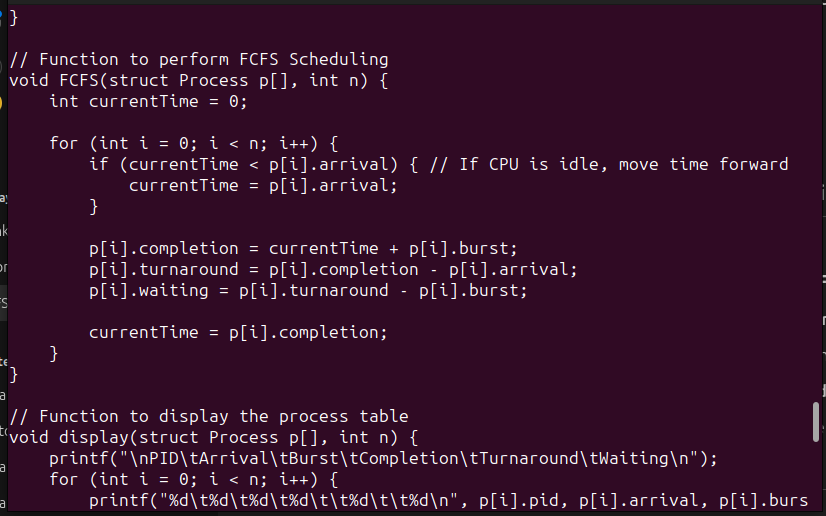 }

// Function to perform FCFS Scheduling
void FCFS(struct Process p[], int n) {
    int currentTime = 0;

    for (int i = 0; i < n; i++) {
        if (currentTime < p[i].arrival) { // If CPU is idle, move time forward
            currentTime = p[i].arrival;
        }

        p[i].completion = currentTime + p[i].burst;
        p[i].turnaround = p[i].completion - p[i].arrival;
        p[i].waiting = p[i].turnaround - p[i].burst;

        currentTime = p[i].completion;
    }
}

// Function to display the process table
void display(struct Process p[], int n) {
    printf("\nPID\tArrival\tBurst\tCompletion\tTurnaround\tWaiting\n");
    for (int i = 0; i < n; i++) {
        printf("%d\t%d\t%d\t%d\t\t%d\t\t%d\n", p[i].pid, p[i].arrival, p[i].burs